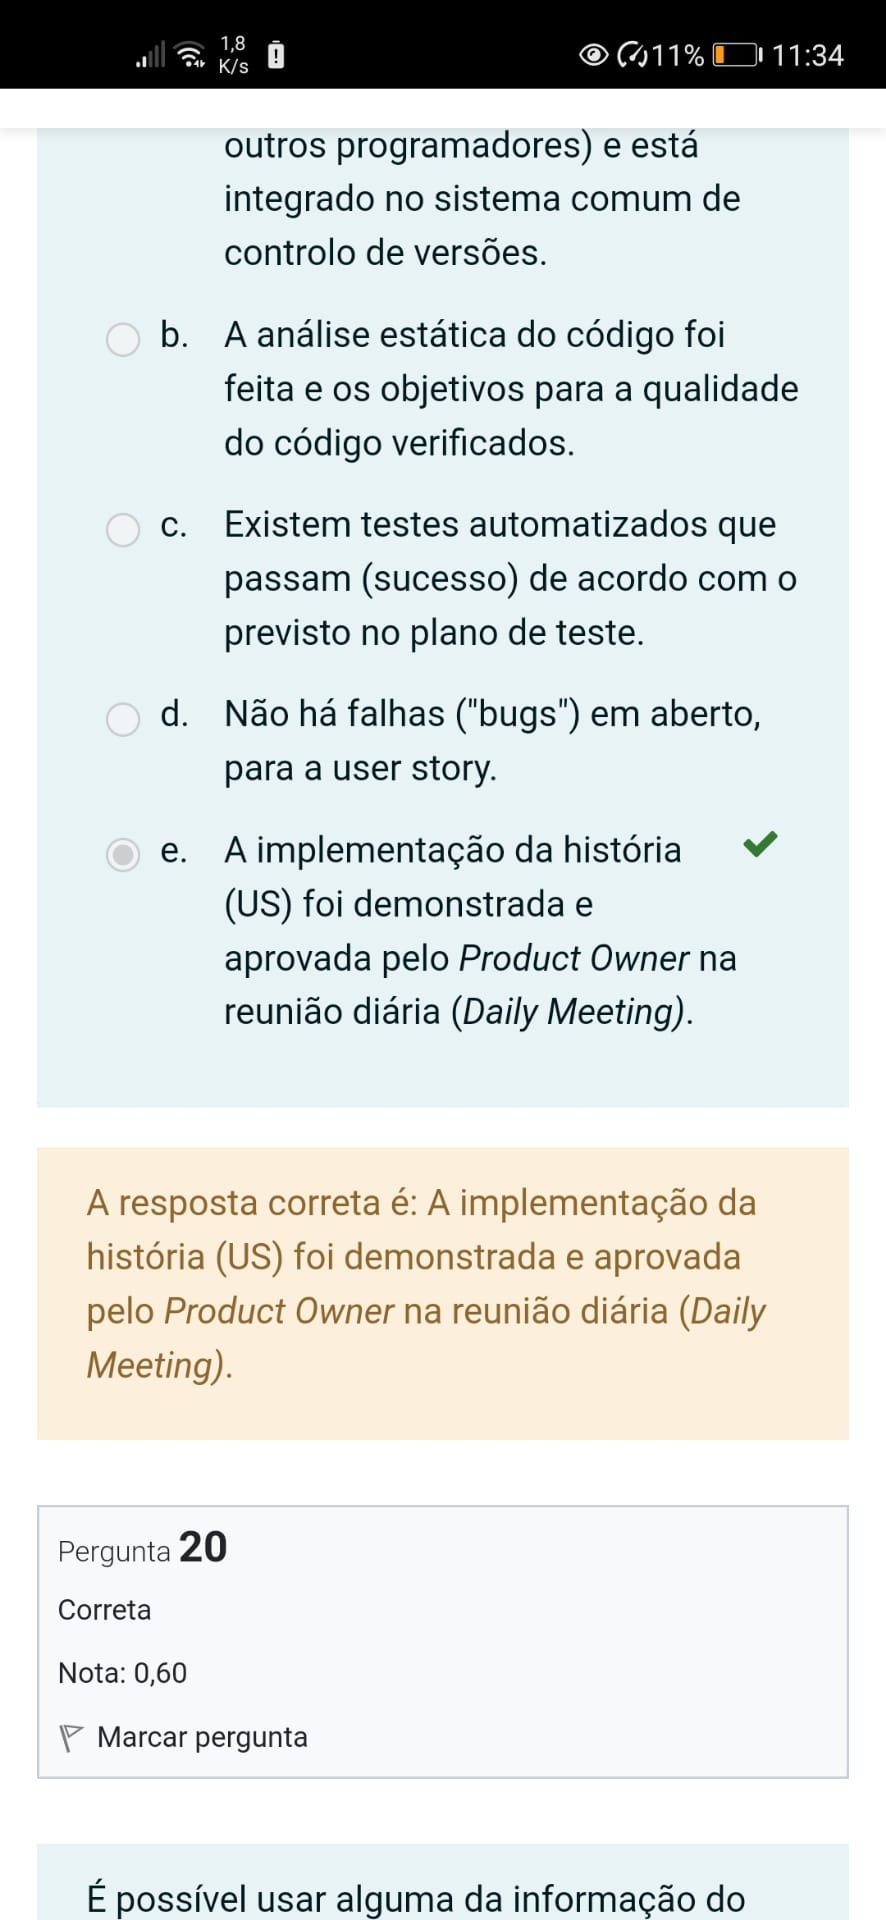 1,8
K/s
11%
11:34
outros programadores) e está
integrado no sistema comum de
controlo de versões.
b. A análise estática do código foi
feita e os objetivos para a qualidade
do código verificados.
c. Existem testes automatizados que
passam (sucesso) de acordo com o
previsto no plano de teste.
d. Não há falhas ("bugs") em aberto,
para a user story.
e. A implementação da história
(US) foi demonstrada e
aprovada pelo Product Owner na
reunião diária (Daily Meeting).
A resposta correta é: A implementação da
história (US) foi demonstrada e aprovada
pelo Product Owner na reunião diária (Daily
Meeting).
Pergunta 20
Correta
Nota: 0,60
Marcar pergunta
É possível usar alguma da informação do